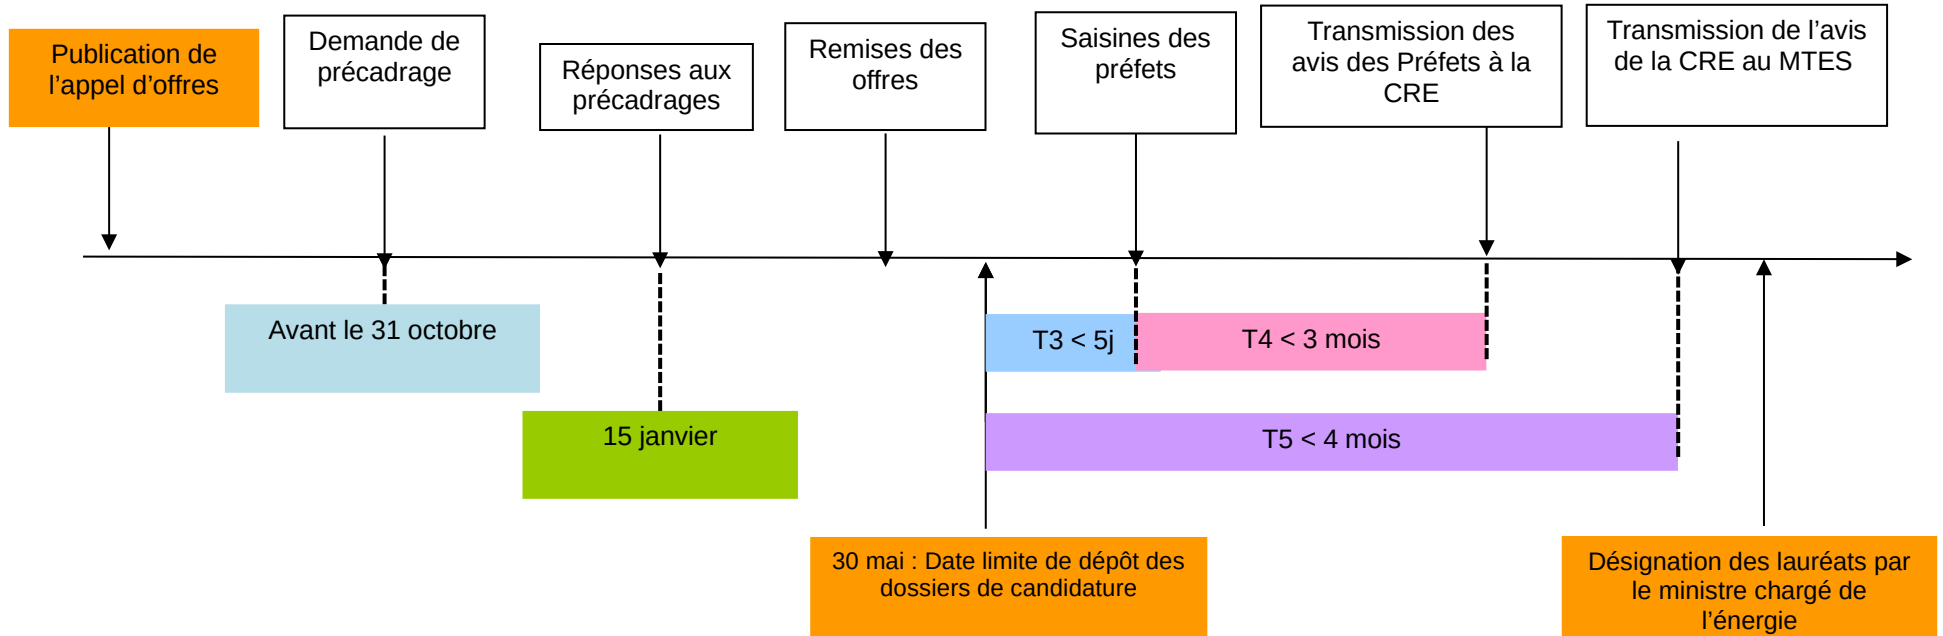 Publication de
l’appel d’offres
Demande de
précadrage
Réponses aux
précadrages
Remises des
offres
Saisines des
préfets
Transmission des
avis des Préfets à la
CRE
Transmission de l’avis
de la CRE au MTES
Avant le 31 octobre
15 janvier
T3 < 5j
T4 < 3 mois
T5 < 4 mois
30 mai : Date limite de dépôt des
dossiers de candidature
Désignation des lauréats par
le ministre chargé de
l’énergie